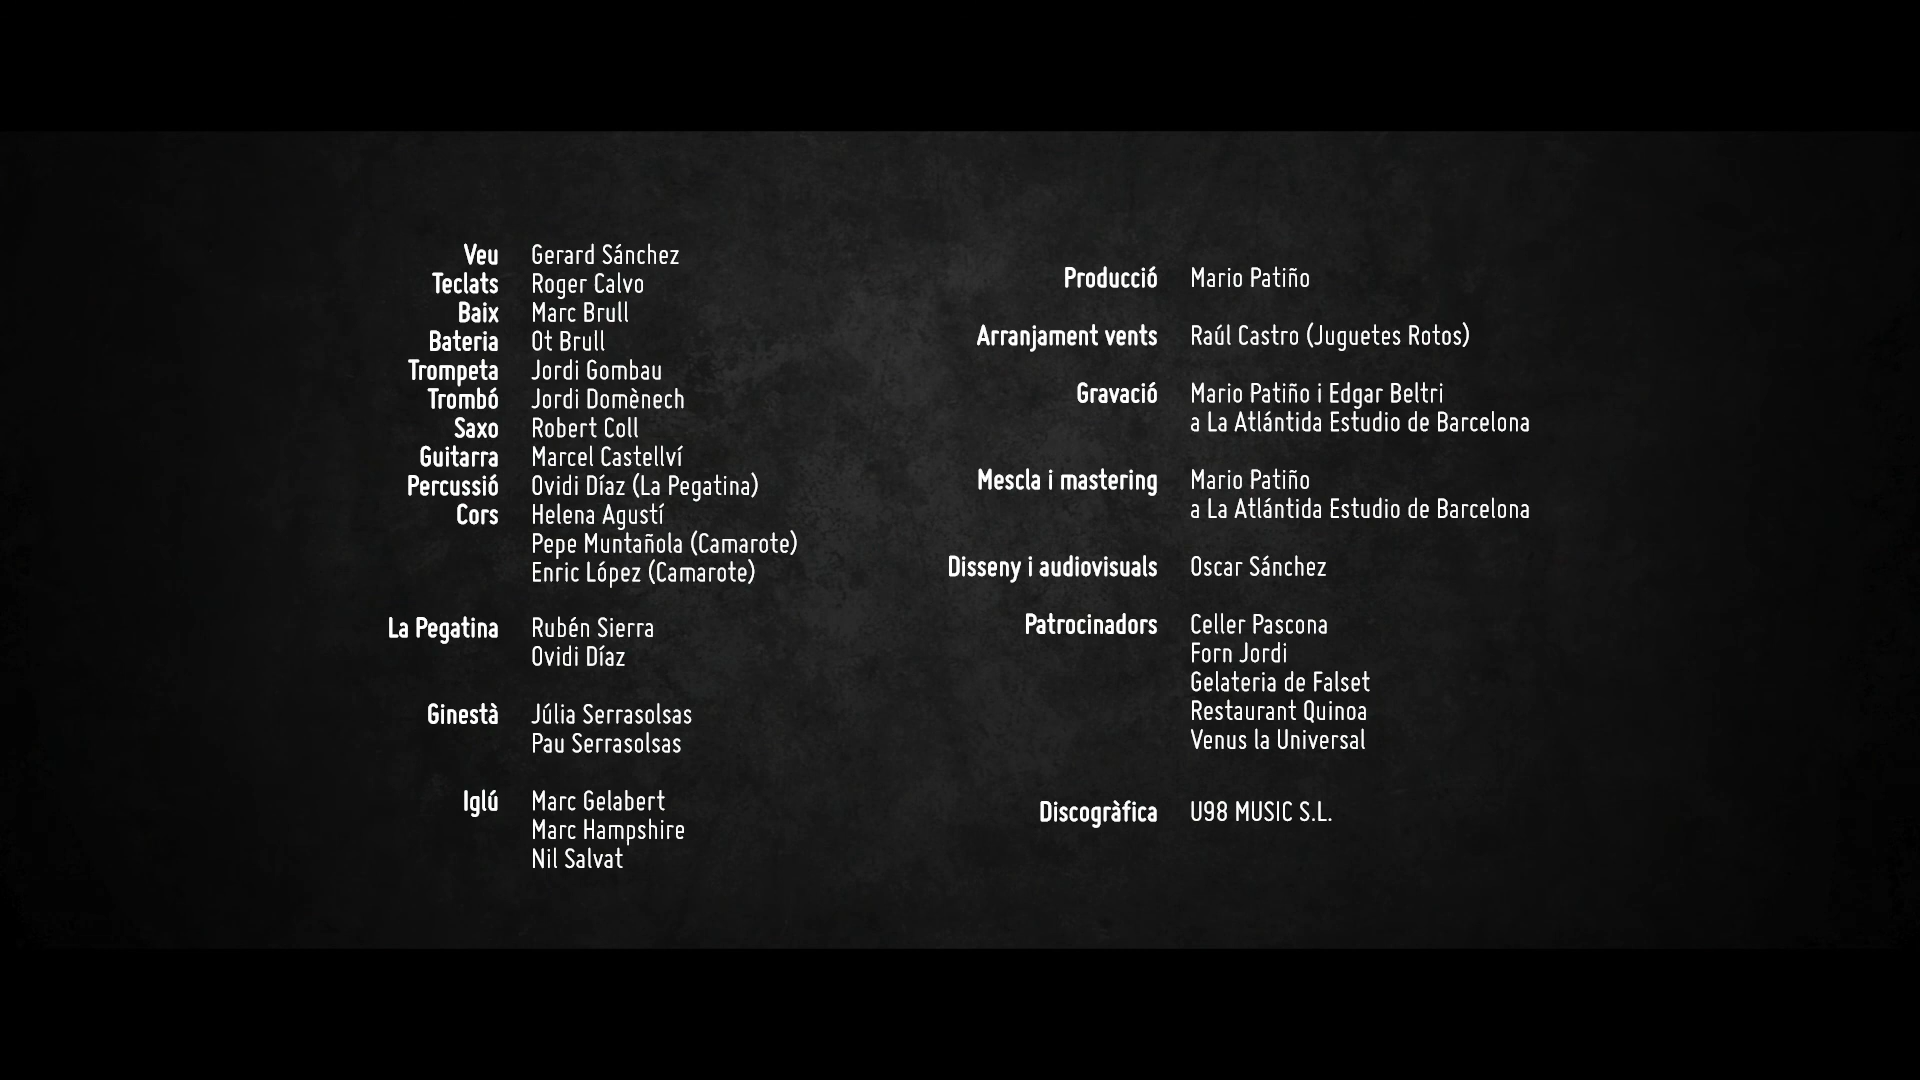 Veu Gerard Sánchez
Teclats Roger Calvo
Baix Marc Brull
Bateria Ot Brull
Trompeta Jordi Gombau
Trombó Jordi Domènech
Saxo Robert Coll
Guitarra Marcel Castellví
Percussió Ovidi Díaz (La Pegatina)
Cors Helena Agustí
Pepe Muntañola (Camarote)
Enric López (Camarote)
La Pegatina Rubén Sierra
Ovidi Díaz
Ginestà Júlia Serrasolsas
Pau Serrasolsas
Iglú Marc Gelabert
Marc Hampshire
Nil Salvat
Producció Mario Patiño
Arranjament vents Raúl Castro (Juguetes Rotos)
Gravació Mario Patiño i Edgar Beltri
a La Atlántida Estudio de Barcelona
Mescla i mastering Mario Patiño
a La Atlántida Estudio de Barcelona
Disseny i audiovisuals Oscar Sánchez
Patrocinadors Celler Pascona
Forn Jordi
Gelateria de Falset
Restaurant Quinoa
Venus la Universal
Discogràfica U98 MUSIC S.L.